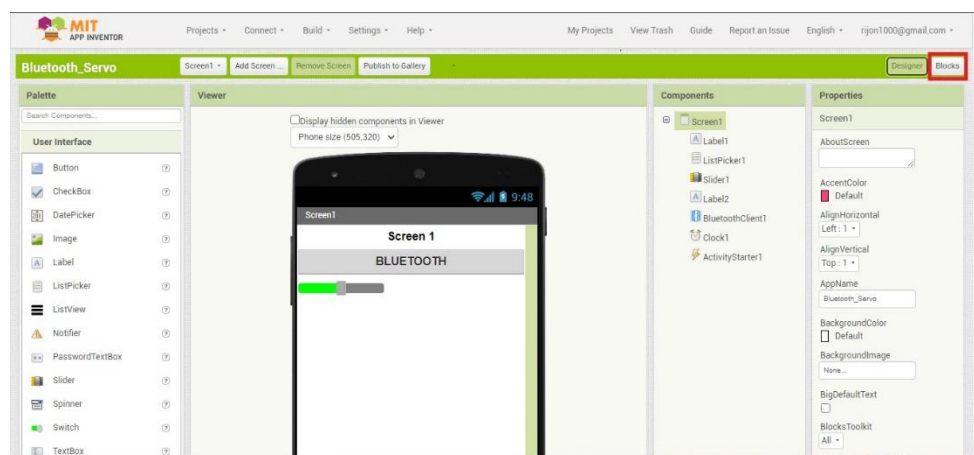 MIT
APP INVENTOR
Projects Connect Build Settings Help My Projects View Trash Guide Report an Issue English rijon1000@gmail.com
Bluetooth_Servo Screen1 Add Screen ... Remove Screen Publish to Gallery Designer Blocks
Palette
Search Components...
User Interface
Button
CheckBox
DatePicker
Image
Label
ListPicker
ListView
Notifier
PasswordTextBox
Slider
Spinner
Switch
TextBox
Viewer
Display hidden components in Viewer
Phone size (505,320)
9:48
Screen1
Screen 1
BLUETOOTH
Components
Screen1
Label1
ListPicker1
Slider1
Label2
BluetoothClient1
Clock1
ActivityStarter1
Properties
Screen1
AboutScreen
AccentColor
Default
AlignHorizontal
Left : 1
AlignVertical
Top : 1
AppName
Bluetooth_Servo
BackgroundColor
Default
BackgroundImage
None...
BigDefaultText
BlocksToolkit
All